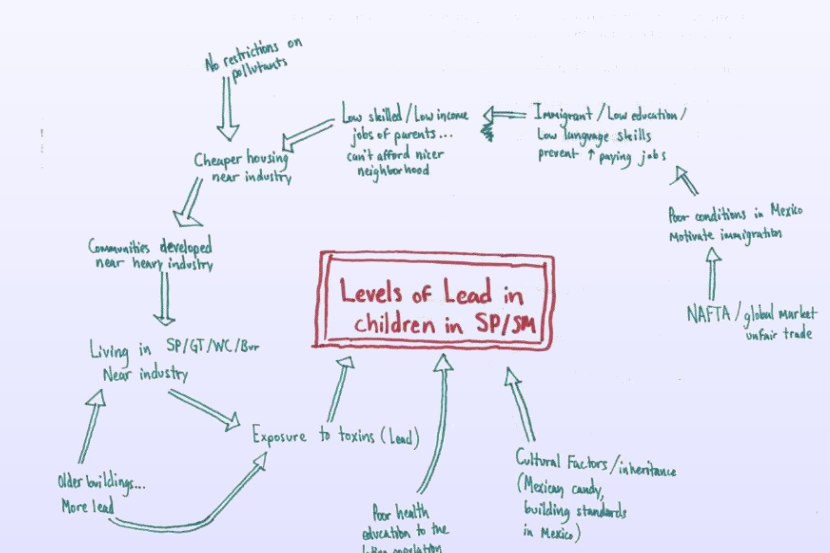 No restrictions on
pollutants
Low skilled/Low income
jobs of parents...
can't afford nicer
neighborhood
Immigrant/Low education/
Low language skills
prevent ↑ paying jobs
Cheaper housing
near industry
Poor conditions in Mexico
Motivate immigration
Communities developed
near heavy industry
NAFTA/global market
unfair trade
Levels of Lead in
children in SP/SM
Living in SP/GT/WC/Bur
Near industry
Exposure to toxins (Lead)
Older buildings...
More lead
Cultural Factors/inheritance
(Mexican candy,
building standards
in Mexico)
Poor health
education to the
population